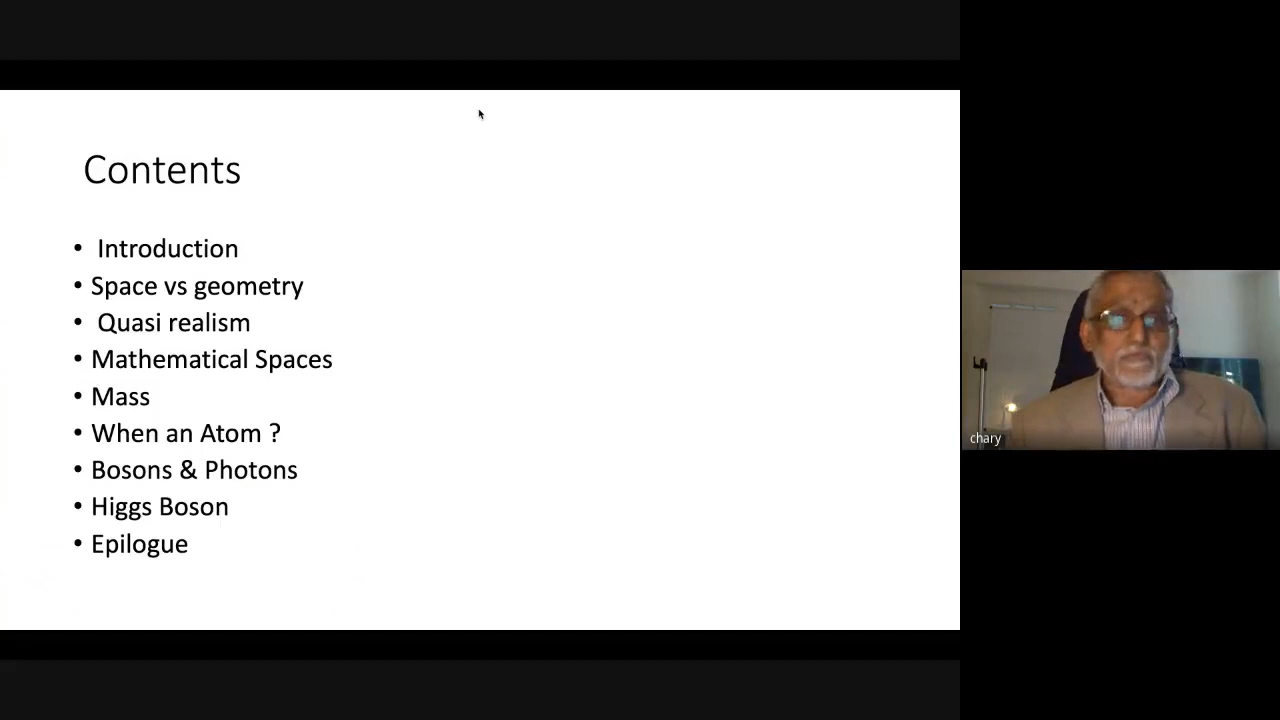 Contents
• Introduction
• Space vs geometry
• Quasi realism
• Mathematical Spaces
• Mass
• When an Atom ?
• Bosons & Photons
• Higgs Boson
• Epilogue
chary